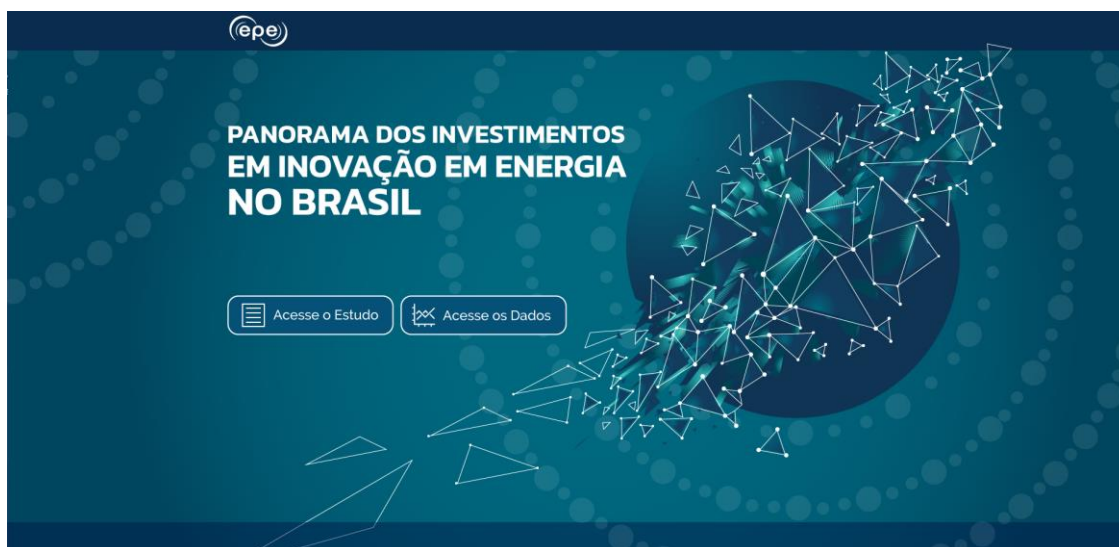 epe
PANORAMA DOS INVESTIMENTOS
EM INOVAÇÃO EM ENERGIA
NO BRASIL
Acesse o Estudo
Acesse os Dados